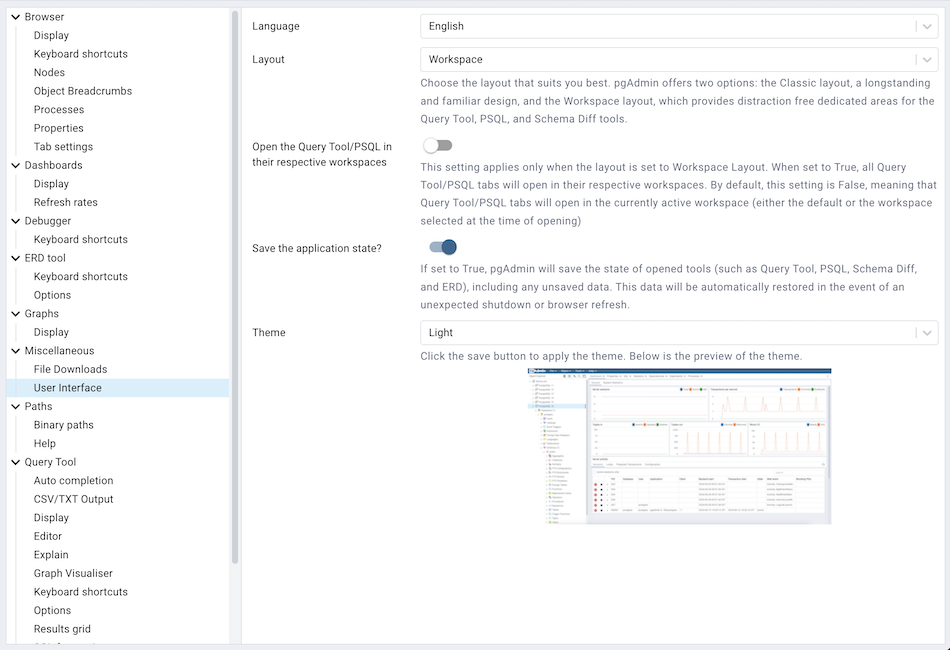 Browser
Display
Keyboard shortcuts
Nodes
Object Breadcrumbs
Processes
Properties
Tab settings
Dashboards
Display
Refresh rates
Debugger
Keyboard shortcuts
ERD tool
Keyboard shortcuts
Options
Graphs
Display
Miscellaneous
File Downloads
User Interface
Paths
Binary paths
Help
Query Tool
Auto completion
CSV/TXT Output
Display
Editor
Explain
Graph Visualiser
Keyboard shortcuts
Options
Results grid
Language
English
Layout
Workspace
Choose the layout that suits you best. pgAdmin offers two options: the Classic layout, a longstanding
and familiar design, and the Workspace layout, which provides distraction free dedicated areas for the
Query Tool, PSQL, and Schema Diff tools.
Open the Query Tool/PSQL in
their respective workspaces
This setting applies only when the layout is set to Workspace Layout. When set to True, all Query
Tool/PSQL tabs will open in their respective workspaces. By default, this setting is False, meaning that
Query Tool/PSQL tabs will open in the currently active workspace (either the default or the workspace
selected at the time of opening)
Save the application state?
If set to True, pgAdmin will save the state of opened tools (such as Query Tool, PSQL, Schema Diff,
and ERD), including any unsaved data. This data will be automatically restored in the event of an
unexpected shutdown or browser refresh.
Theme
Light
Click the save button to apply the theme. Below is the preview of the theme.